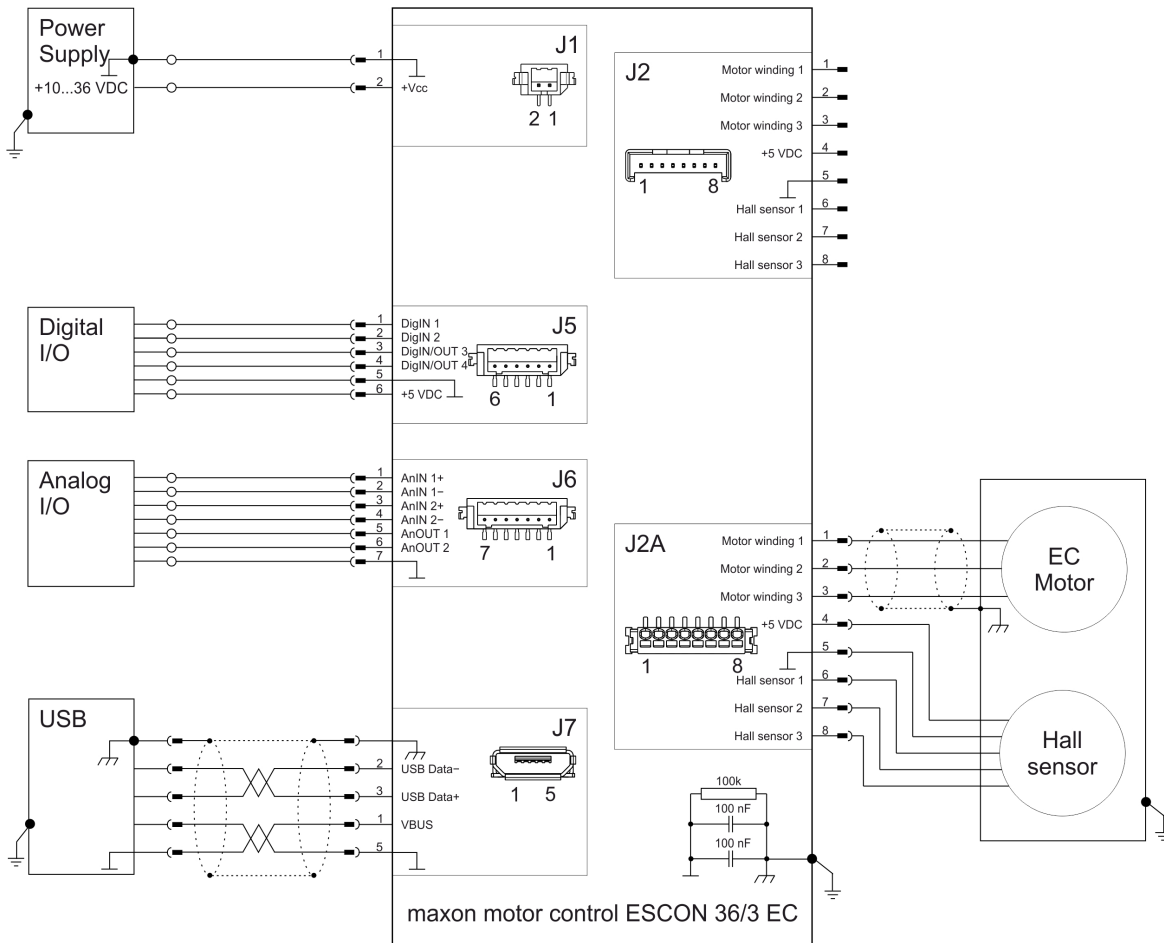 Power
Supply
+10...36 VDC
1
2
+Vcc
J1
2 1
J2
1 8
Motor winding 1 1
Motor winding 2 2
Motor winding 3 3
+5 VDC 4
5
Hall sensor 1 6
Hall sensor 2 7
Hall sensor 3 8
Digital
I/O
1 DigIN 1
2 DigIN 2
3 DigIN/OUT 3
4 DigIN/OUT 4
5
6 +5 VDC
J5
6 1
Analog
I/O
1 AnIN 1+
2 AnIN 1−
3 AnIN 2+
4 AnIN 2−
5 AnOUT 1
6 AnOUT 2
7
J6
7 1
J2A
1 8
Motor winding 1 1
Motor winding 2 2
Motor winding 3 3
+5 VDC 4
5
Hall sensor 1 6
Hall sensor 2 7
Hall sensor 3 8
EC
Motor
Hall
sensor
USB
2 USB Data−
3 USB Data+
1 VBUS
5
J7
1 5
100k
100 nF
100 nF
maxon motor control ESCON 36/3 EC